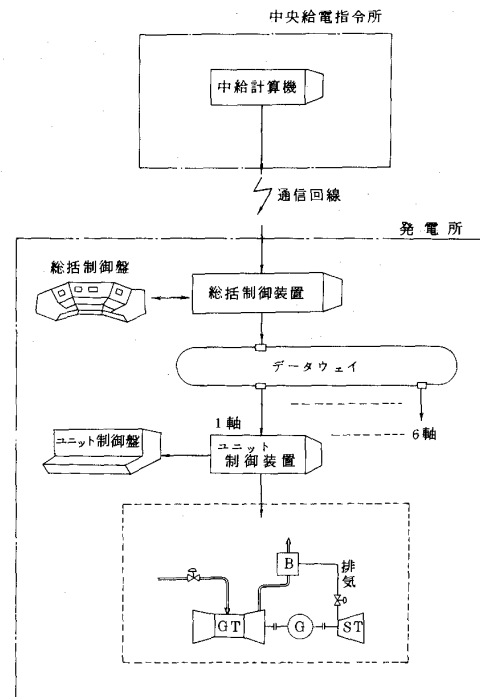 中央給電指令所
中給計算機
通信回線
発電所
総括制御盤
総括制御装置
データウェイ
1軸
6軸
ユニット制御盤
ユニット
制御装置
B
排気
GT
G
ST